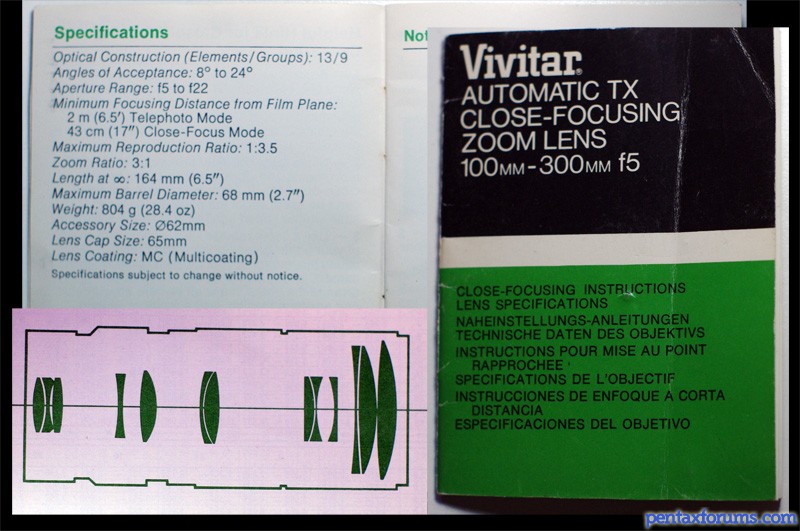 Specifications
Optical Construction (Elements/Groups): 13/9
Angles of Acceptance: 8° to 24°
Aperture Range: f5 to f22
Minimum Focusing Distance from Film Plane:
2 m (6.5′) Telephoto Mode
43 cm (17″) Close-Focus Mode
Maximum Reproduction Ratio: 1:3.5
Zoom Ratio: 3:1
Length at ∞: 164 mm (6.5″)
Maximum Barrel Diameter: 68 mm (2.7″)
Weight: 804 g (28.4 oz)
Accessory Size: Ø62mm
Lens Cap Size: 65mm
Lens Coating: MC (Multicoating)
Specifications subject to change without notice.
Vivitar®
AUTOMATIC TX
CLOSE-FOCUSING
ZOOM LENS
100MM-300MM f5
CLOSE-FOCUSING INSTRUCTIONS
LENS SPECIFICATIONS
NAHEINSTELLUNGS-ANLEITUNGEN
TECHNISCHE DATEN DES OBJEKTIVS
INSTRUCTIONS POUR MISE AU POINT
RAPPROCHEE
SPECIFICATIONS DE L'OBJECTIF
INSTRUCCIONES DE ENFOQUE A CORTA
DISTANCIA
ESPECIFICACIONES DEL OBJETIVO
pentaxforums.com